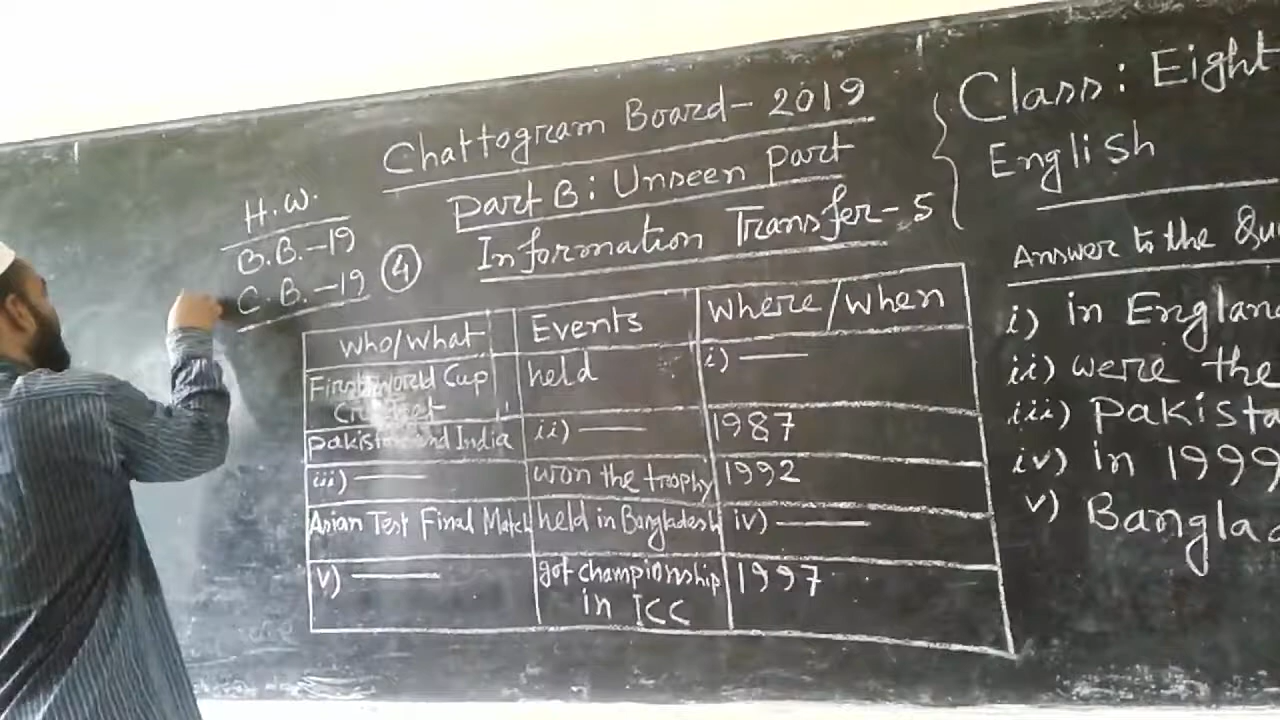 Chattogram Board - 2019
Part B: Unseen Part
Information Transfer - 5
H.W.
B.B.-19
C.B.-19 ④
Who/What Events Where/When
First World Cup Cricket held i) —
Pakistan and India ii) — 1987
iii) — won the trophy 1992
Asian Test Final Match held in Bangladesh iv) —
v) — got championship in ICC 1997
Class: Eight
English
Answer to the
i) in England
ii) were the
iii) Pakista
iv) in 1999
v) Banglad